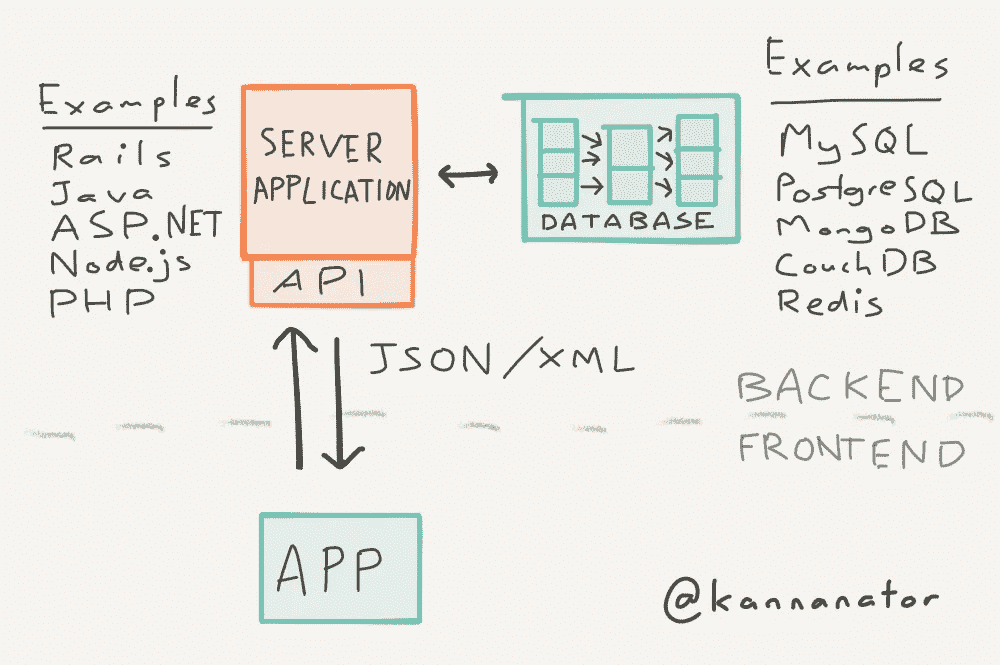 Examples
Rails
Java
ASP.NET
Node.js
PHP
SERVER
APPLICATION
API
DATABASE
Examples
MySQL
PostgreSQL
MongoDB
CouchDB
Redis
JSON/XML
BACKEND
FRONTEND
APP
@kannanator